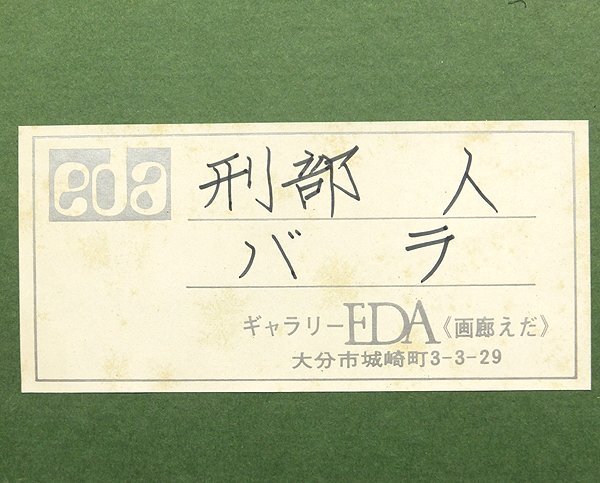 eda
刑部 人
バラ
ギャラリーEDA《画廊えだ》
大分市城崎町3-3-29